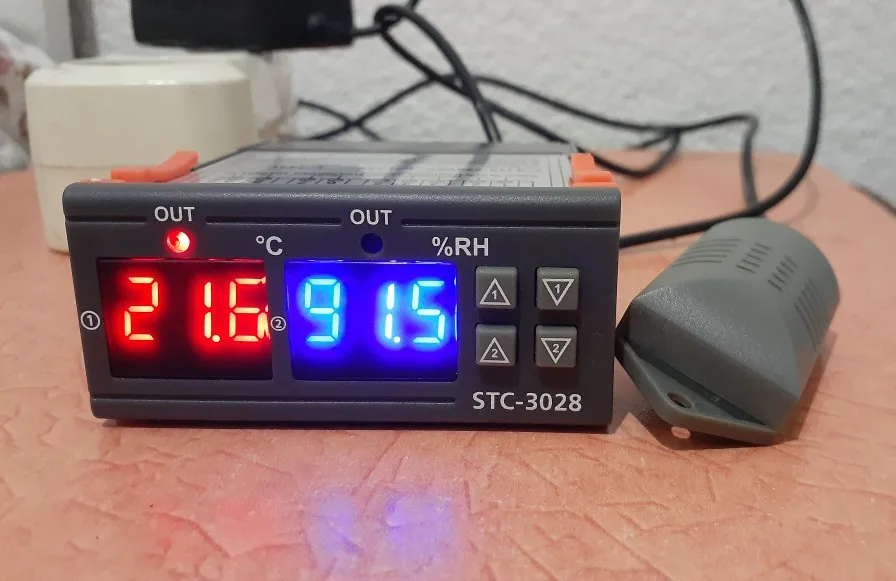 OUT OUT
°C %RH
① 21.6 ② 91.5
1 1
2 2
STC-3028